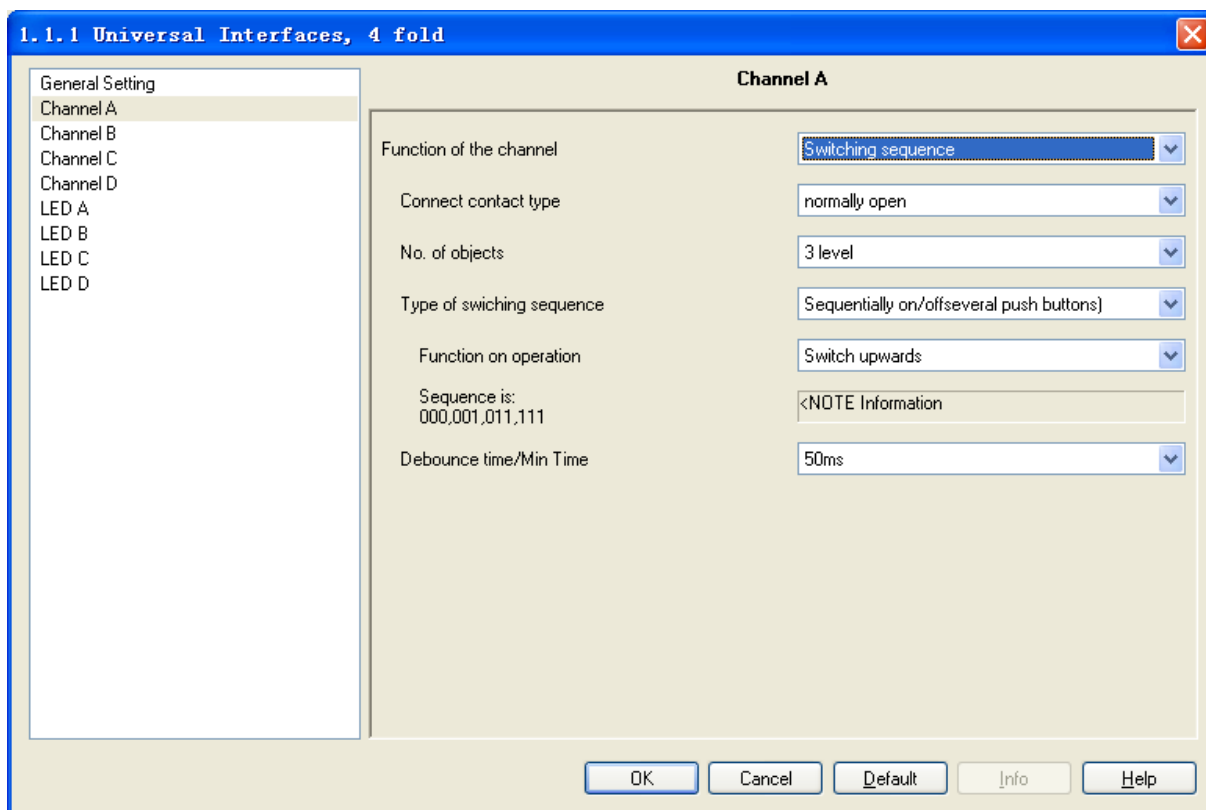 1.1.1 Universal Interfaces, 4 fold
General Setting
Channel A
Channel B
Channel C
Channel D
LED A
LED B
LED C
LED D
Channel A
Function of the channel
Switching sequence
Connect contact type
normally open
No. of objects
3 level
Type of swiching sequence
Sequentially on/offseveral push buttons)
Function on operation
Switch upwards
Sequence is:
000,001,011,111
<NOTE Information
Debounce time/Min Time
50ms
OK
Cancel
Default
Info
Help